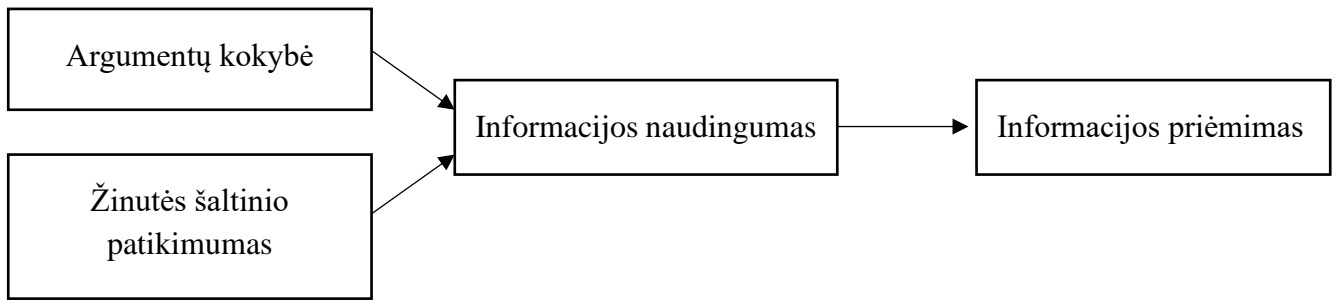 Argumentų kokybė
Informacijos naudingumas
Informacijos priėmimas
Žinutės šaltinio
patikimumas